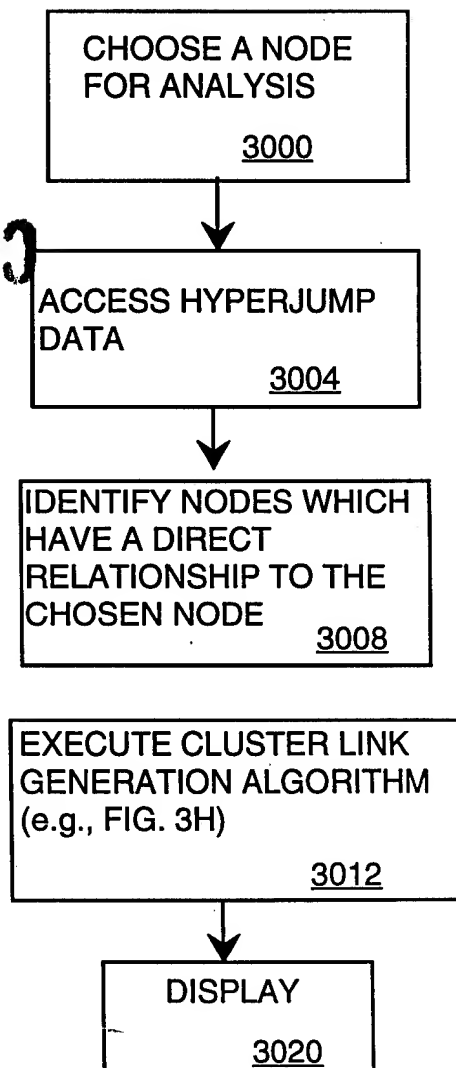 CHOOSE A NODE
FOR ANALYSIS
3000
ACCESS HYPERJUMP
DATA
3004
IDENTIFY NODES WHICH
HAVE A DIRECT
RELATIONSHIP TO THE
CHOSEN NODE
3008
EXECUTE CLUSTER LINK
GENERATION ALGORITHM
(e.g., FIG. 3H)
3012
DISPLAY
3020